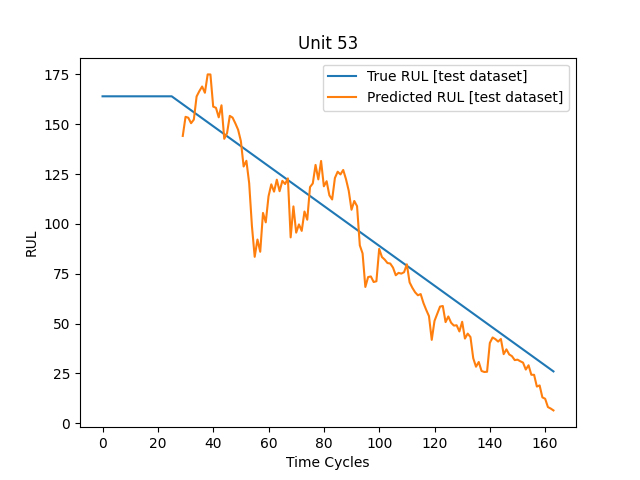 Unit 53
True RUL [test dataset]
Predicted RUL [test dataset]
175
150
125
100
75
50
25
0
RUL
0 20 40 60 80 100 120 140 160
Time Cycles